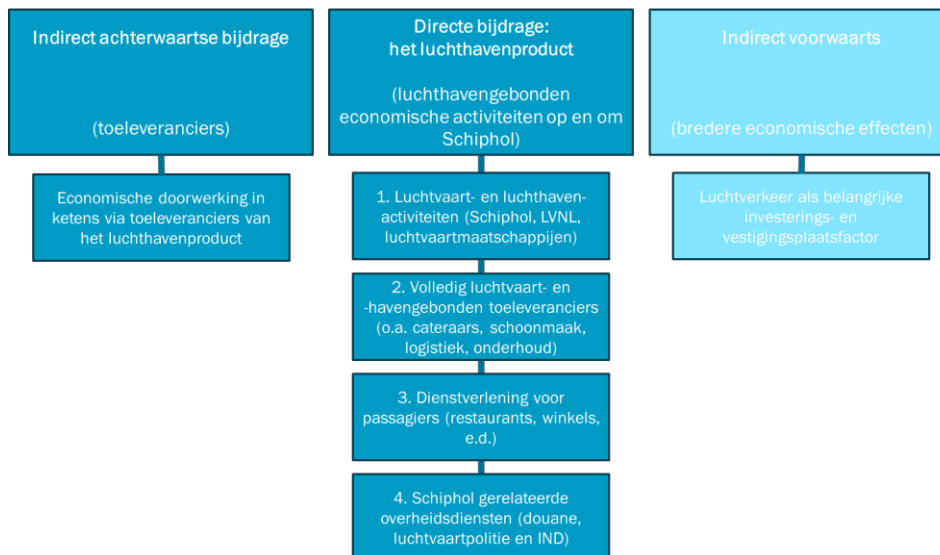 Indirect achterwaartse bijdrage
(toeleveranciers)
Economische doorwerking in
ketens via toeleveranciers van
het luchthavenproduct
Directe bijdrage:
het luchthavenproduct
(luchthavengebonden
economische activiteiten op en om
Schiphol)
1. Luchtvaart- en luchthaven-
activiteiten (Schiphol, LVNL,
luchtvaartmaatschappijen)
2. Volledig luchtvaart- en
-havengebonden toeleveranciers
(o.a. cateraars, schoonmaak,
logistiek, onderhoud)
3. Dienstverlening voor
passagiers (restaurants, winkels,
e.d.)
4. Schiphol gerelateerde
overheidsdiensten (douane,
luchtvaartpolitie en IND)
Indirect voorwaarts
(bredere economische effecten)
Luchtverkeer als belangrijke
investerings- en
vestigingsplaatsfactor